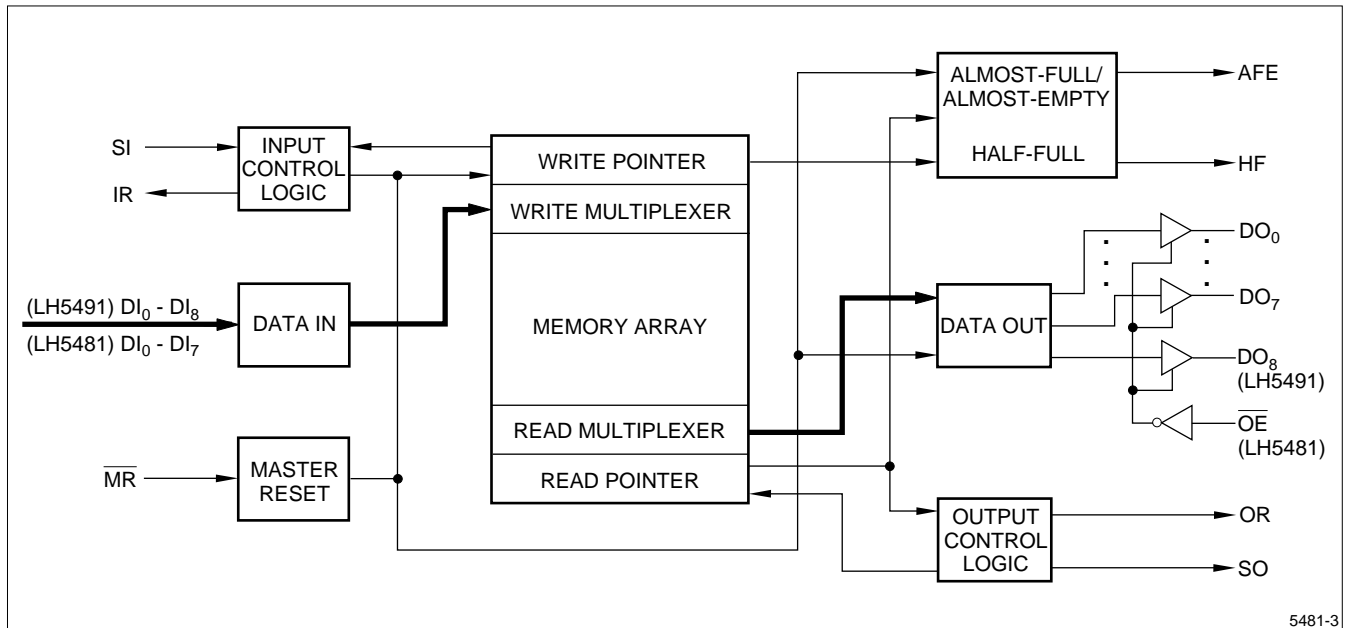 SI
IR
INPUT
CONTROL
LOGIC
(LH5491) DI0 - DI8
(LH5481) DI0 - DI7
DATA IN
MR
MASTER
RESET
WRITE POINTER
WRITE MULTIPLEXER
MEMORY ARRAY
READ MULTIPLEXER
READ POINTER
ALMOST-FULL/
ALMOST-EMPTY
HALF-FULL
AFE
HF
DATA OUT
DO0
DO7
DO8
(LH5491)
OE
(LH5481)
OUTPUT
CONTROL
LOGIC
OR
SO
5481-3